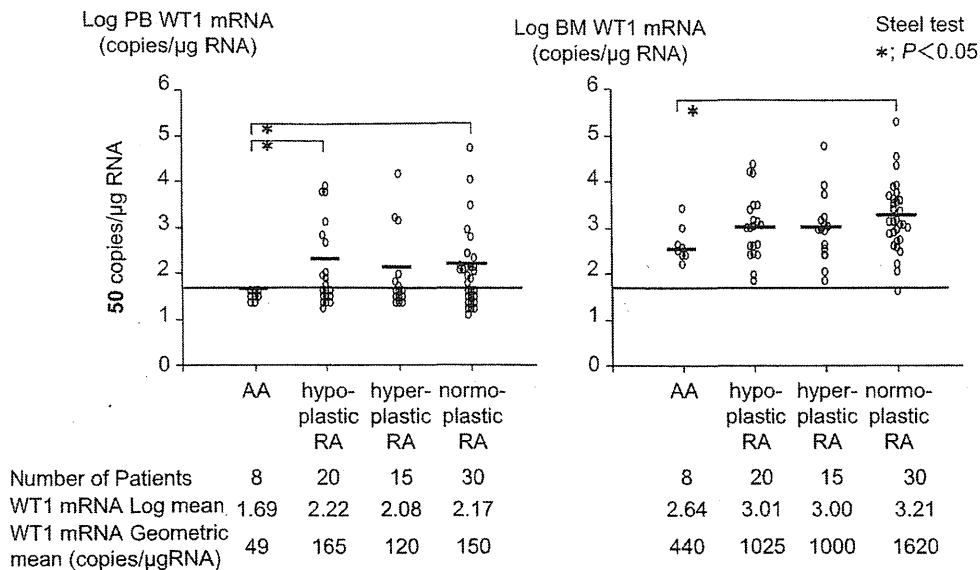 Log PB WT1 mRNA
(copies/µg RNA)
Log BM WT1 mRNA
(copies/µg RNA)
Steel test
*; P<0.05
6
5
4
3
2
1
0
50 copies/µg RNA
*
*
6
5
4
3
2
1
0
*
AA
hypo-
plastic
RA
hyper-
plastic
RA
normo-
plastic
RA
AA
hypo-
plastic
RA
hyper-
plastic
RA
normo-
plastic
RA
Number of Patients 8 20 15 30 8 20 15 30
WT1 mRNA Log mean 1.69 2.22 2.08 2.17 2.64 3.01 3.00 3.21
WT1 mRNA Geometric
mean (copies/µgRNA) 49 165 120 150 440 1025 1000 1620